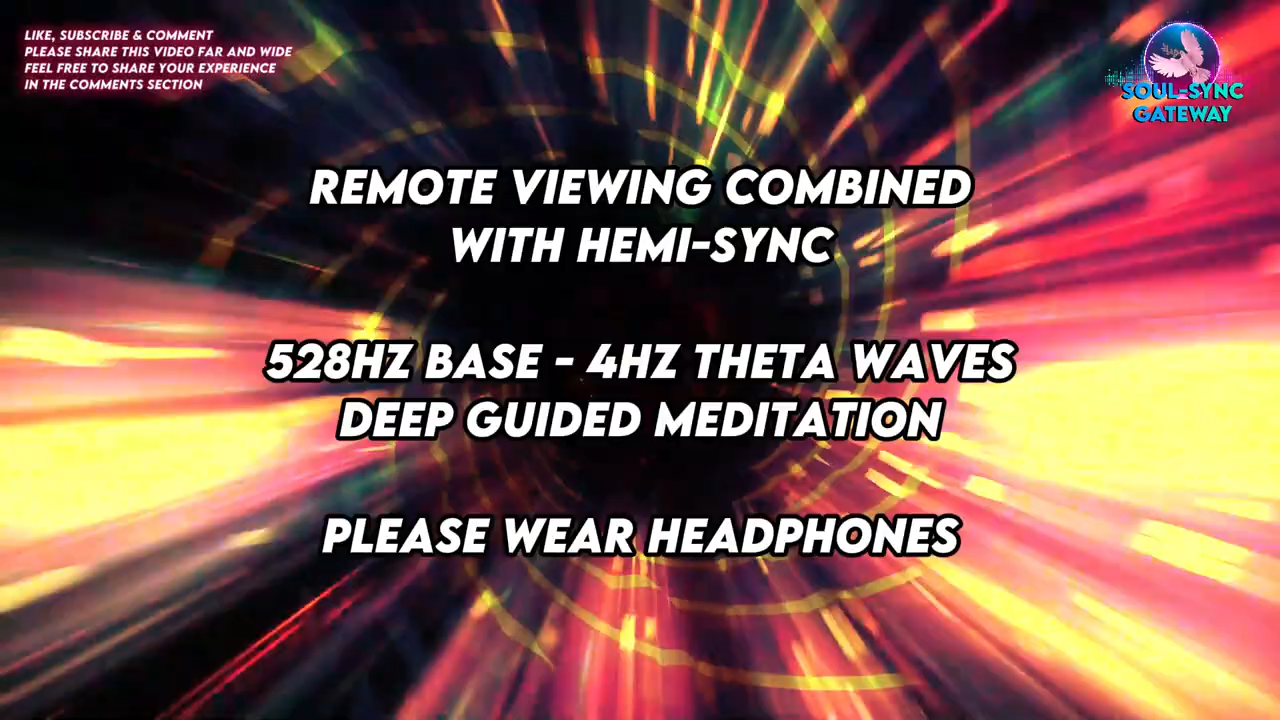 LIKE, SUBSCRIBE & COMMENT
PLEASE SHARE THIS VIDEO FAR AND WIDE
FEEL FREE TO SHARE YOUR EXPERIENCE
IN THE COMMENTS SECTION
SOUL-SYNC
GATEWAY
REMOTE VIEWING COMBINED
WITH HEMI-SYNC
528HZ BASE - 4HZ THETA WAVES
DEEP GUIDED MEDITATION
PLEASE WEAR HEADPHONES